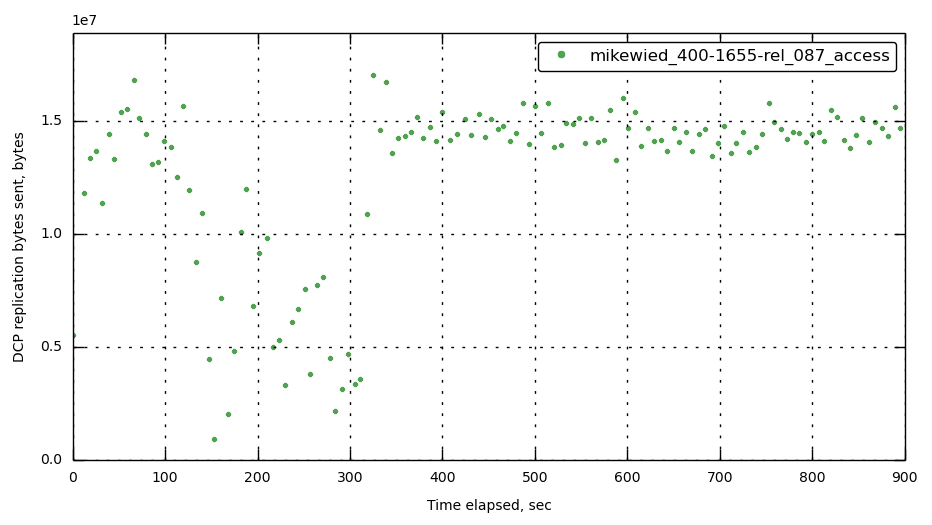 1e7
mikewied_400-1655-rel_087_access
1.5
1.0
0.5
0.0
DCP replication bytes sent, bytes
0 100 200 300 400 500 600 700 800 900
Time elapsed, sec